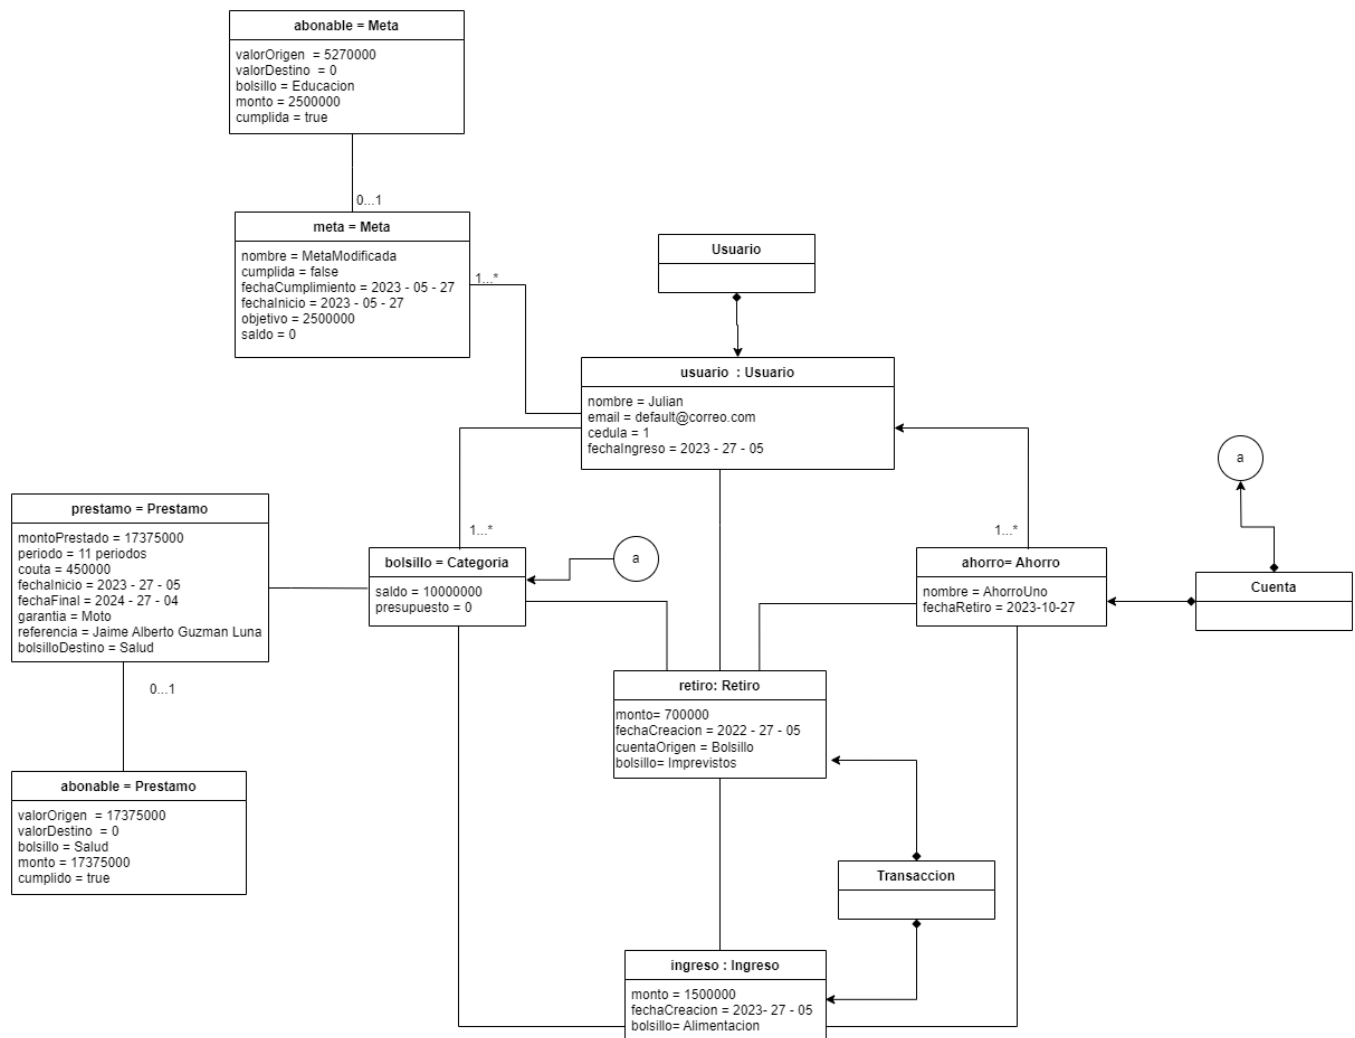 abonable = Meta
valorOrigen  = 5270000
valorDestino  = 0
bolsillo = Educacion
monto = 2500000
cumplida = true
0...1
meta = Meta
nombre = MetaModificada
cumplida = false
fechaCumplimiento = 2023 - 05 - 27
fechaInicio = 2023 - 05 - 27
objetivo = 2500000
saldo = 0
1...*
Usuario
usuario  : Usuario
nombre = Julian
email = default@correo.com
cedula = 1
fechaIngreso = 2023 - 27 - 05
a
prestamo = Prestamo
montoPrestado = 17375000
periodo = 11 periodos
couta = 450000
fechaInicio = 2023 - 27 - 05
fechaFinal = 2024 - 27 - 04
garantia = Moto
referencia = Jaime Alberto Guzman Luna
bolsilloDestino = Salud
1...*
bolsillo = Categoria
saldo = 10000000
presupuesto = 0
a
1...*
ahorro= Ahorro
nombre = AhorroUno
fechaRetiro = 2023-10-27
Cuenta
0...1
retiro: Retiro
monto= 700000
fechaCreacion = 2022 - 27 - 05
cuentaOrigen = Bolsillo
bolsillo= Imprevistos
abonable = Prestamo
valorOrigen  = 17375000
valorDestino  = 0
bolsillo = Salud
monto = 17375000
cumplido = true
Transaccion
ingreso : Ingreso
monto = 1500000
fechaCreacion = 2023- 27 - 05
bolsillo= Alimentacion